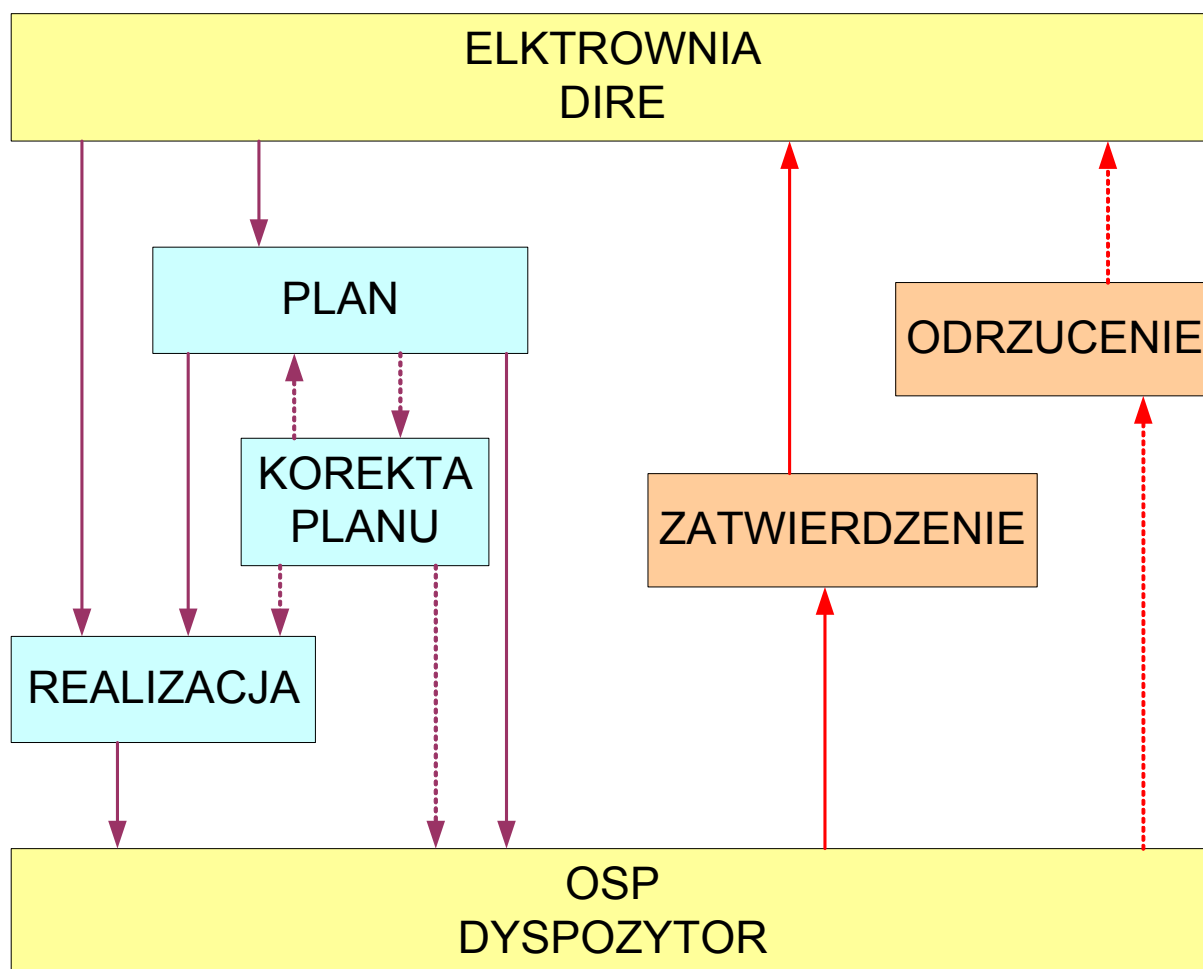 ELKTROWNIA
DIRE
PLAN
ODRZUCENIE
KOREKTA
PLANU
ZATWIERDZENIE
REALIZACJA
OSP
DYSPOZYTOR